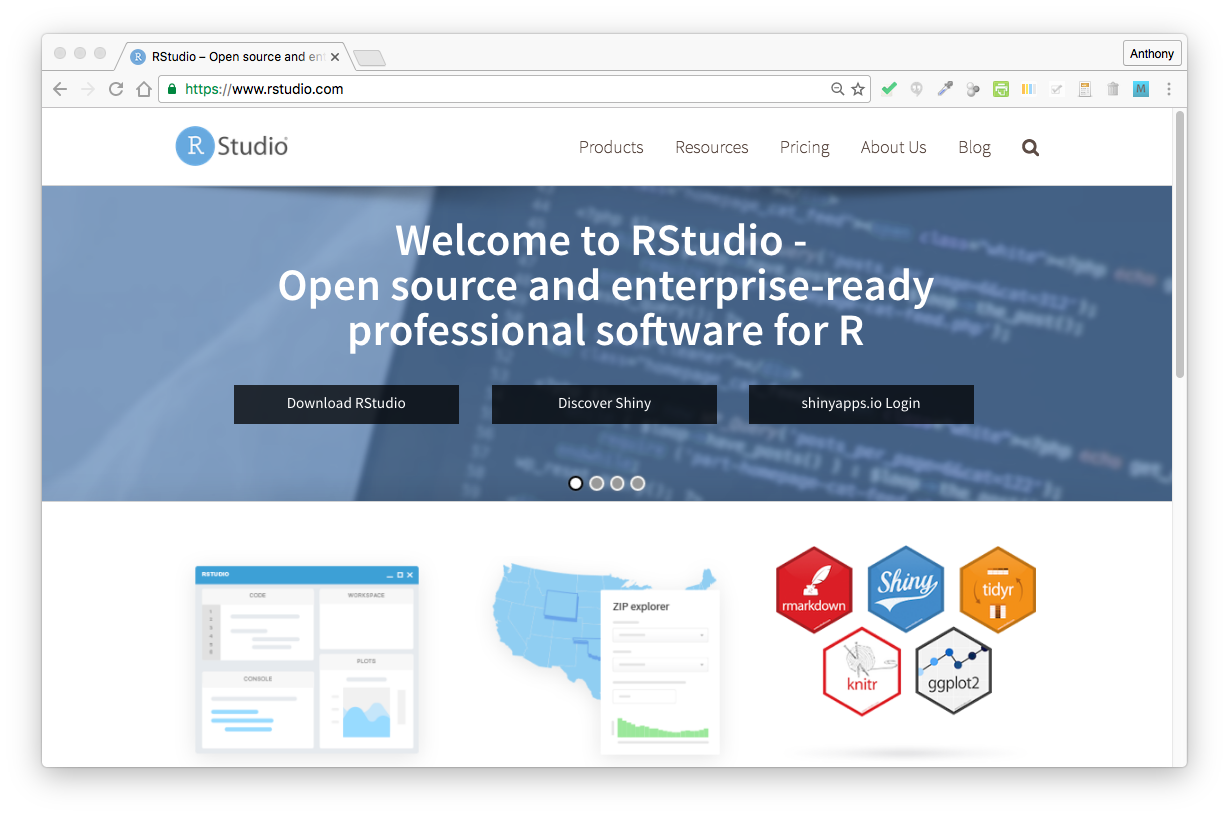 RStudio – Open source and ent
Anthony
https://www.rstudio.com
M
R Studio
Products
Resources
Pricing
About Us
Blog
Welcome to RStudio -
Open source and enterprise-ready
professional software for R
Download RStudio
Discover Shiny
shinyapps.io Login
RSTUDIO
CODE
WORKSPACE
PLOTS
CONSOLE
ZIP explorer
rmarkdown
Shiny
tidyr
knitr
ggplot2